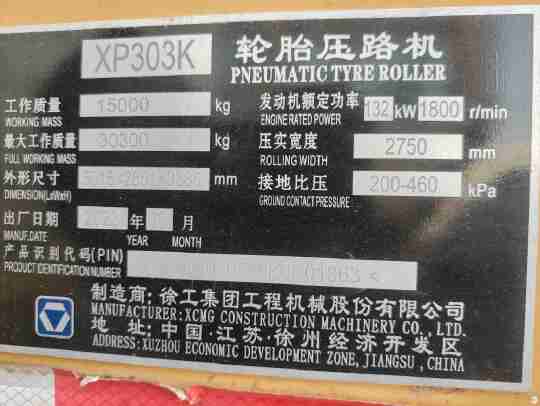 XP303K 轮胎压路机
PNEUMATIC TYRE ROLLER
工作质量 15000 kg 发动机额定功率 132 kW 1800 r/min
WORKING MASS ENGINE RATED POWER
最大工作质量 30300 kg 压实宽度 2750 mm
FULL WORKING MASS ROLLING WIDTH
外形尺寸 mm 接地比压 200-460 kPa
DIMENSION(LxWxH) GROUND CONTACT PRESSURE
出厂日期 年 月
MANUF.DATE YEAR MONTH
产品识别代码(PIN)
PRODUCT IDENTIFICATION NUMBER
制造商:徐工集团工程机械股份有限公司
MANUFACTURER:XCMG CONSTRUCTION MACHINERY CO.,LTD.
地 址:中国·江苏·徐州经济开发区
ADDRESS:XUZHOU ECONOMIC DEVELOPMENT ZONE,JIANGSU,CHINA